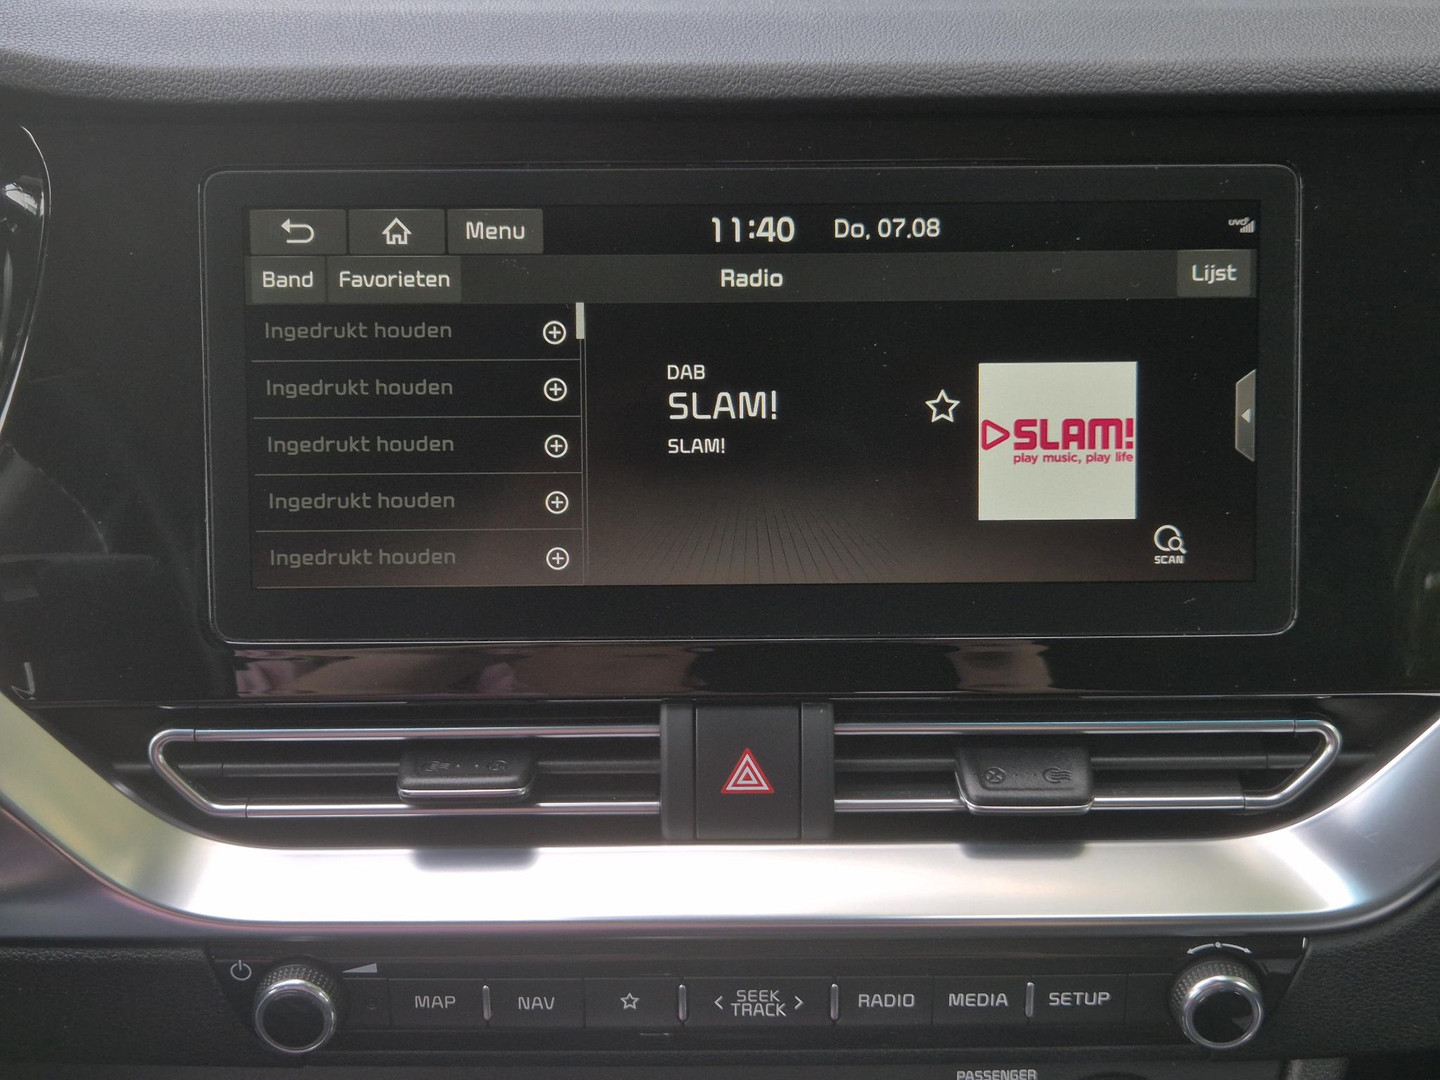 Menu 11:40 Do, 07.08 UVO
Band Favorieten Radio Lijst
Ingedrukt houden
Ingedrukt houden
Ingedrukt houden
Ingedrukt houden
Ingedrukt houden
DAB
SLAM!
SLAM!
SLAM!
play music, play life
SCAN
MAP NAV SEEK TRACK RADIO MEDIA SETUP
PASSENGER